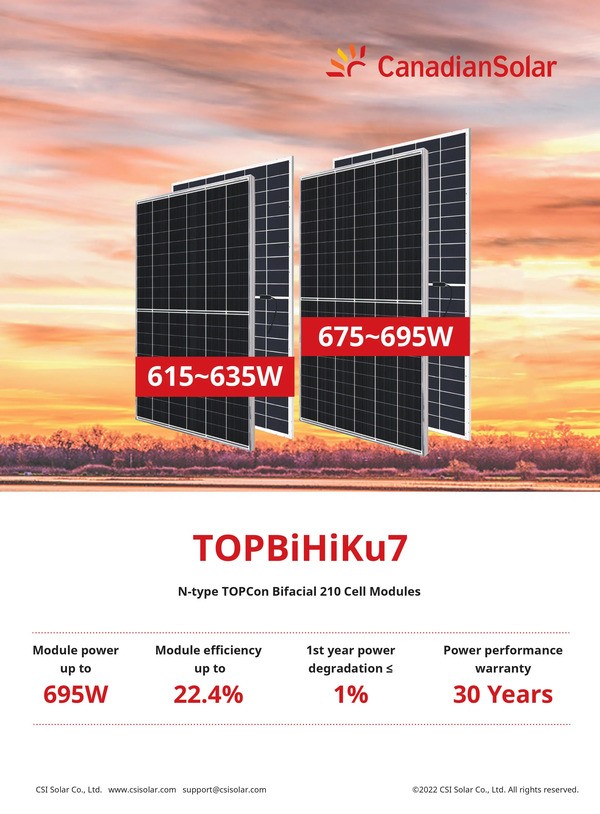 CanadianSolar
675~695W
615~635W
TOPBiHiKu7
N-type TOPCon Bifacial 210 Cell Modules
Module power
up to
695W
Module efficiency
up to
22.4%
1st year power
degradation ≤
1%
Power performance
warranty
30 Years
CSI Solar Co., Ltd. www.csisolar.com support@csisolar.com
©2022 CSI Solar Co., Ltd. All rights reserved.